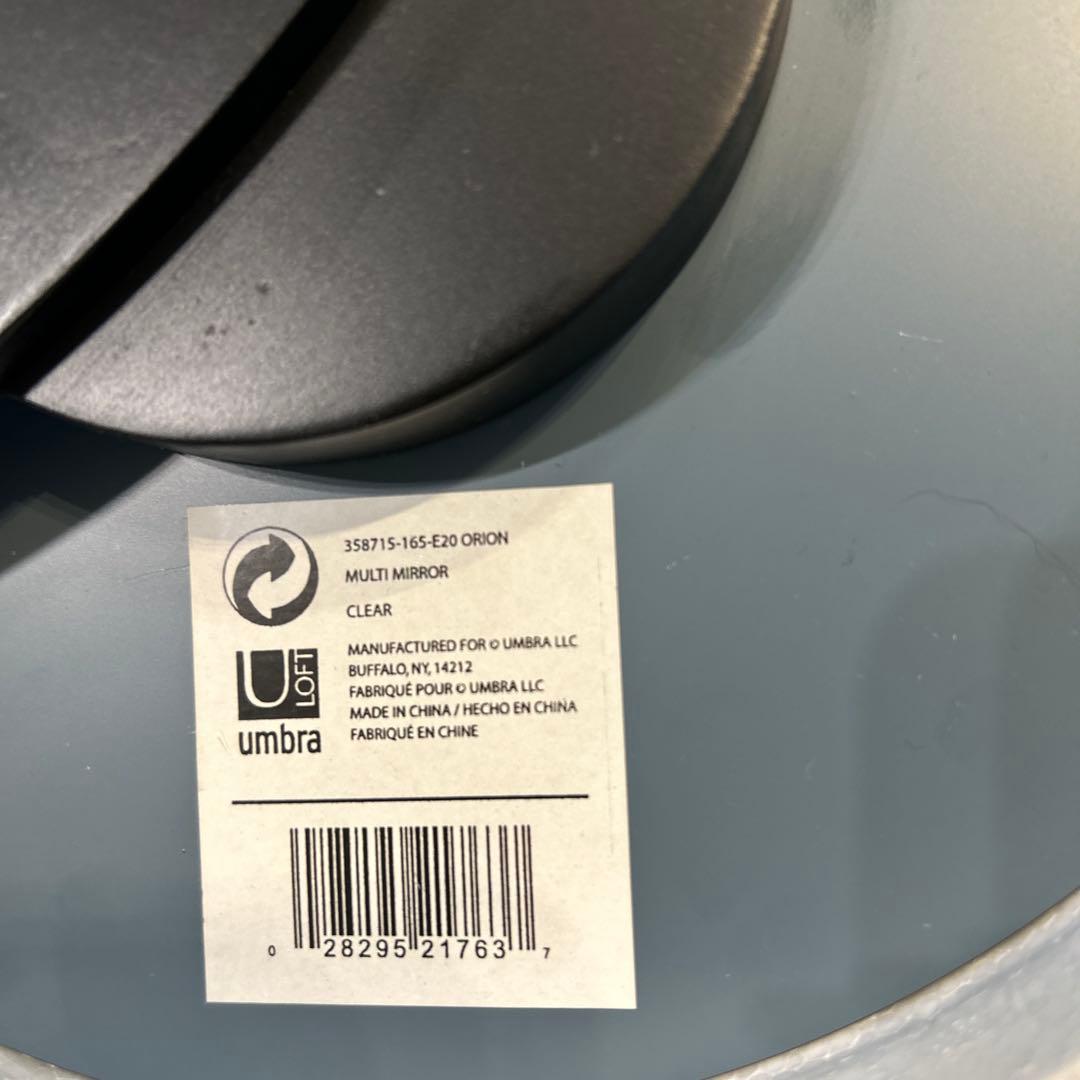 358715-165-E20 ORION
MULTI MIRROR
CLEAR
U LOFT
umbra
MANUFACTURED FOR © UMBRA LLC
BUFFALO, NY, 14212
FABRIQUÉ POUR © UMBRA LLC
MADE IN CHINA / HECHO EN CHINA
FABRIQUÉ EN CHINE
0 28295 21763 7